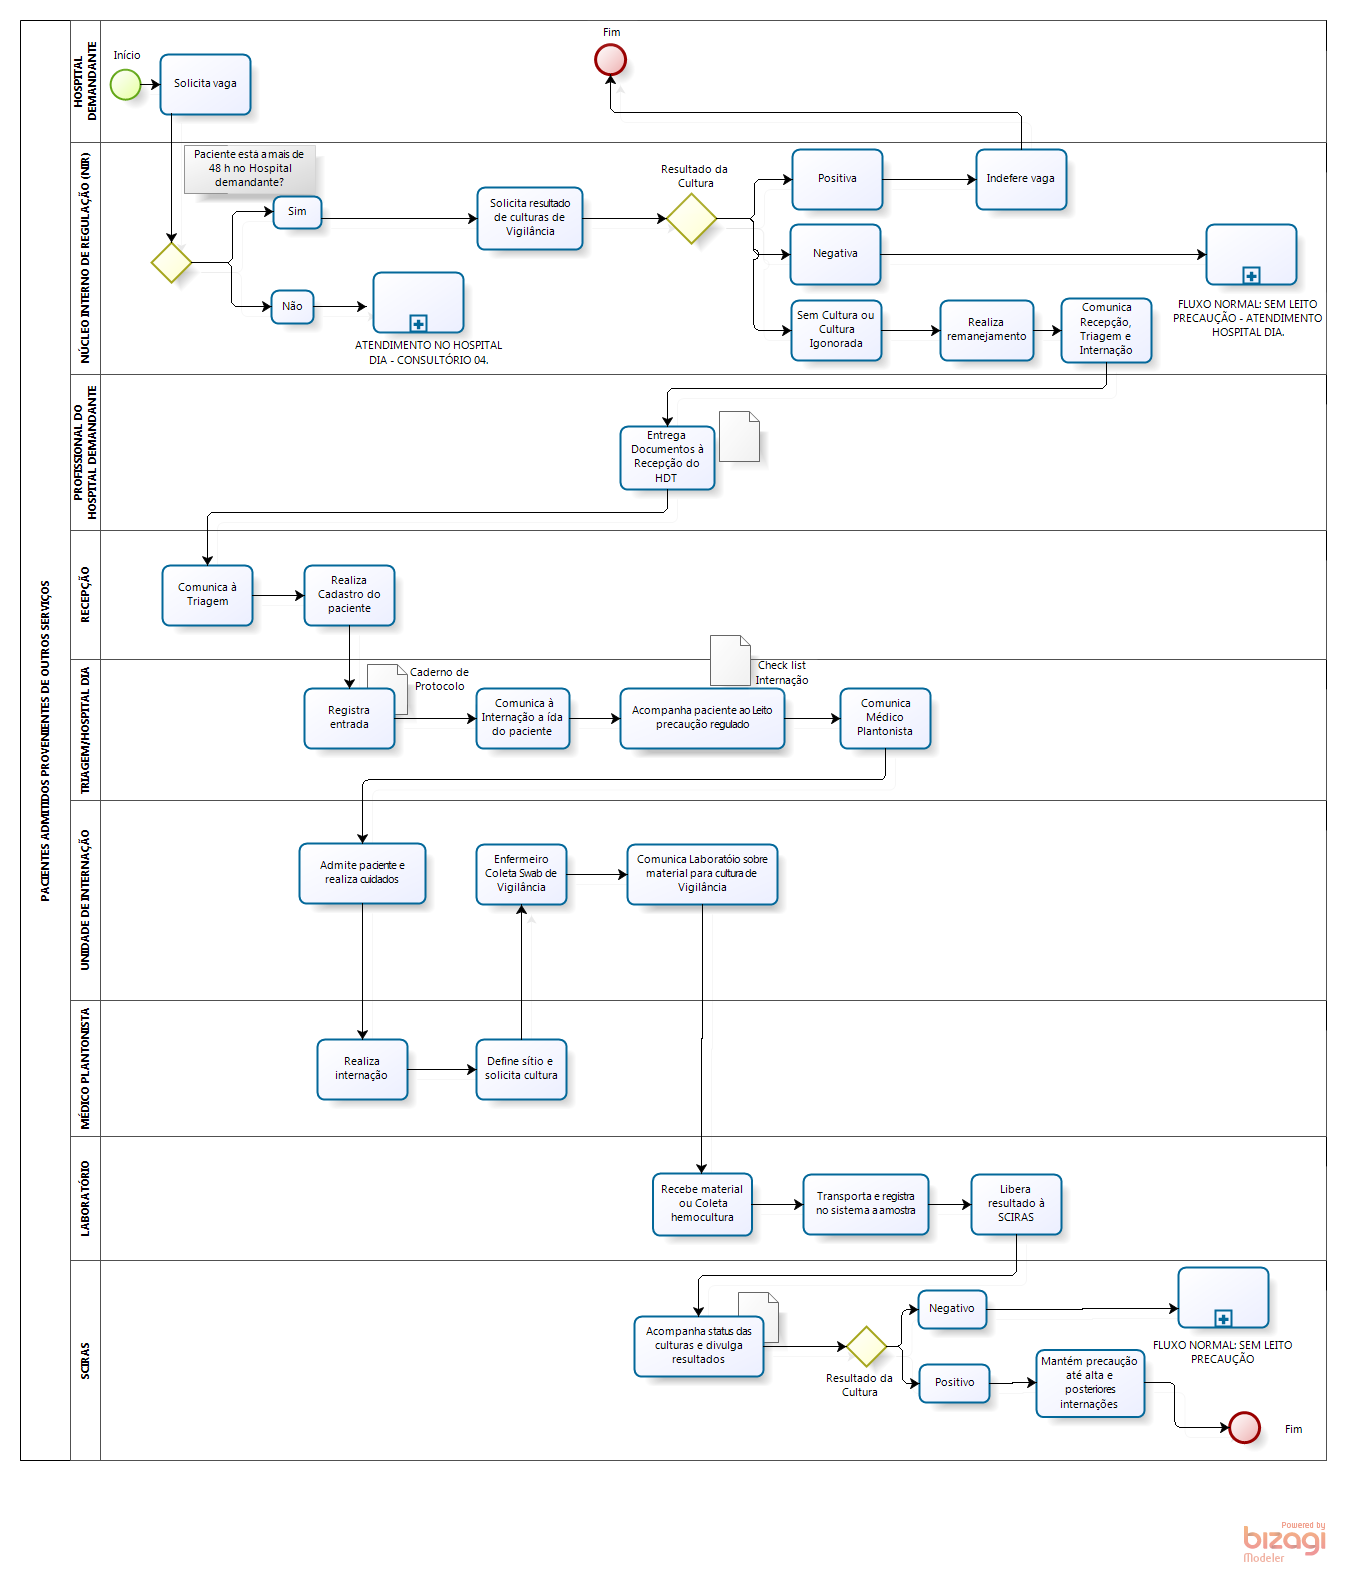 PACIENTES ADMITIDOS PROVENIENTES DE OUTROS SERVIÇOS
HOSPITAL
DEMANDANTE
Início
Solicita vaga
Fim
NÚCLEO INTERNO DE REGULAÇÃO (NIR)
Paciente está a mais de
48 h no Hospital
demandante?
Sim
Não
Solicita resultado
de culturas de
Vigilância
ATENDIMENTO NO HOSPITAL
DIA - CONSULTÓRIO 04.
Resultado da
Cultura
Positiva
Indefere vaga
Negativa
FLUXO NORMAL: SEM LEITO
PRECAUÇÃO - ATENDIMENTO
HOSPITAL DIA.
Sem Cultura ou
Cultura
Igonorada
Realiza
remanejamento
Comunica
Recepção,
Triagem e
Internação
PROFISSIONAL DO
HOSPITAL DEMANDANTE
Entrega
Documentos à
Recepção do
HDT
RECEPÇÃO
Comunica à
Triagem
Realiza
Cadastro do
paciente
TRIAGEM/HOSPITAL DIA
Registra
entrada
Caderno de
Protocolo
Comunica à
Internação a ída
do paciente
Acompanha paciente ao Leito
precaução regulado
Check list
Internação
Comunica
Médico
Plantonista
UNIDADE DE INTERNAÇÃO
Admite paciente e
realiza cuidados
Enfermeiro
Coleta Swab de
Vigilância
Comunica Laboratóio sobre
material para cultura de
Vigilância
MÉDICO PLANTONISTA
Realiza
internação
Define sítio e
solicita cultura
LABORATÓRIO
Recebe material
ou Coleta
hemocultura
Transporta e registra
no sistema a amostra
Libera
resultado à
SCIRAS
SCIRAS
Acompanha status das
culturas e divulga
resultados
Resultado da
Cultura
Negativo
FLUXO NORMAL: SEM LEITO
PRECAUÇÃO
Positivo
Mantém precaução
até alta e
posteriores
internações
Fim
Powered by
bizagi
Modeler